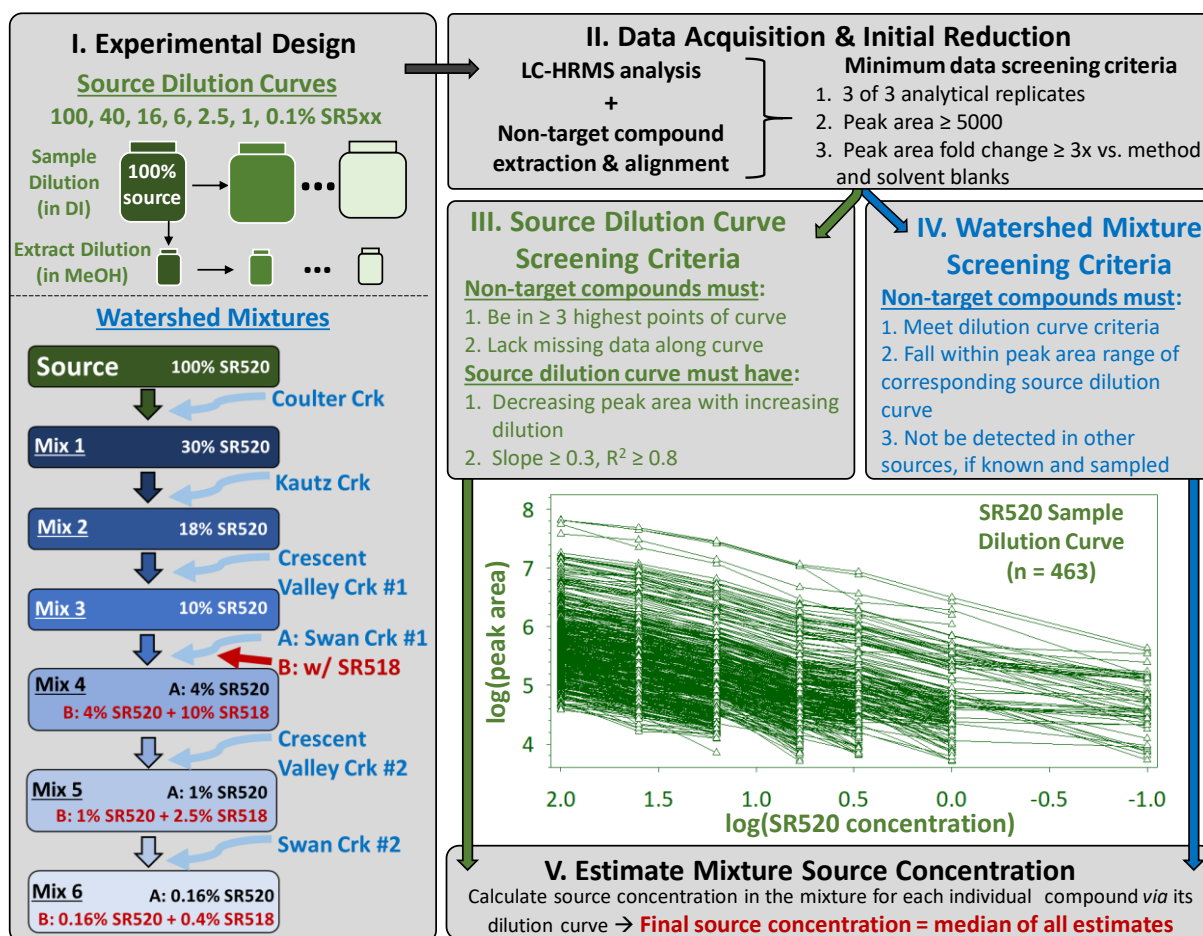 I. Experimental Design
Source Dilution Curves
100, 40, 16, 6, 2.5, 1, 0.1% SR5xx
Sample
Dilution
(in DI)
100%
source
•••
Extract Dilution
(in MeOH)
•••
Watershed Mixtures
Source 100% SR520
Coulter Crk
Mix 1 30% SR520
Kautz Crk
Mix 2 18% SR520
Crescent
Valley Crk #1
Mix 3 10% SR520
A: Swan Crk #1
B: w/ SR518
Mix 4 A: 4% SR520
B: 4% SR520 + 10% SR518
Crescent
Valley Crk #2
Mix 5 A: 1% SR520
B: 1% SR520 + 2.5% SR518
Swan Crk #2
Mix 6 A: 0.16% SR520
B: 0.16% SR520 + 0.4% SR518
II. Data Acquisition & Initial Reduction
LC-HRMS analysis
+
Non-target compound
extraction & alignment
Minimum data screening criteria
1. 3 of 3 analytical replicates
2. Peak area ≥ 5000
3. Peak area fold change ≥ 3x vs. method
and solvent blanks
III. Source Dilution Curve
Screening Criteria
Non-target compounds must:
1. Be in ≥ 3 highest points of curve
2. Lack missing data along curve
Source dilution curve must have:
1. Decreasing peak area with increasing
dilution
2. Slope ≥ 0.3, R² ≥ 0.8
IV. Watershed Mixture
Screening Criteria
Non-target compounds must:
1. Meet dilution curve criteria
2. Fall within peak area range of
corresponding source dilution
curve
3. Not be detected in other
sources, if known and sampled
SR520 Sample
Dilution Curve
(n = 463)
log(peak area)
8
7
6
5
4
2.0 1.5 1.0 0.5 0.0 -0.5 -1.0
log(SR520 concentration)
V. Estimate Mixture Source Concentration
Calculate source concentration in the mixture for each individual compound via its
dilution curve → Final source concentration = median of all estimates